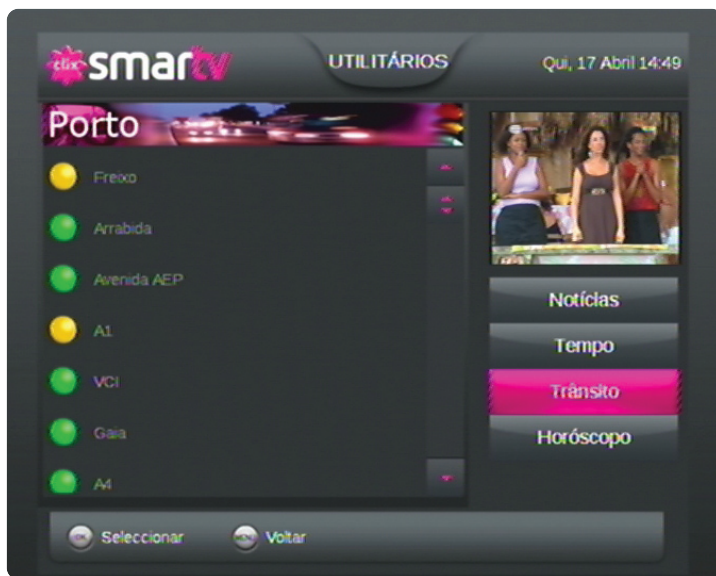 clix smartv
UTILITÁRIOS
Qui, 17 Abril 14:49
Porto
Freixo
Arrabida
Avenida AEP
A1
VCI
Gaia
A4
Notícias
Tempo
Trânsito
Horóscopo
OK Seleccionar
MENU Voltar